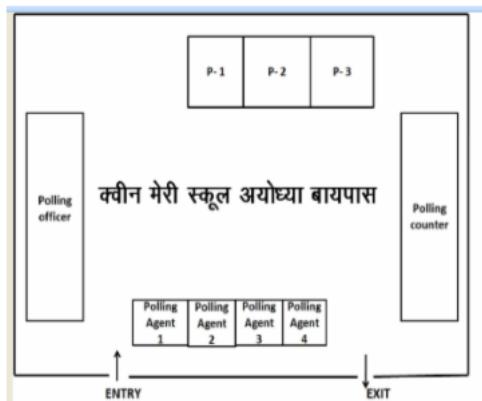 P- 1 P- 2 P- 3
Polling
officer
क्वीन मेरी स्कूल अयोध्या बायपास
Polling
counter
Polling
Agent
1
Polling
Agent
2
Polling
Agent
3
Polling
Agent
4
ENTRY
EXIT